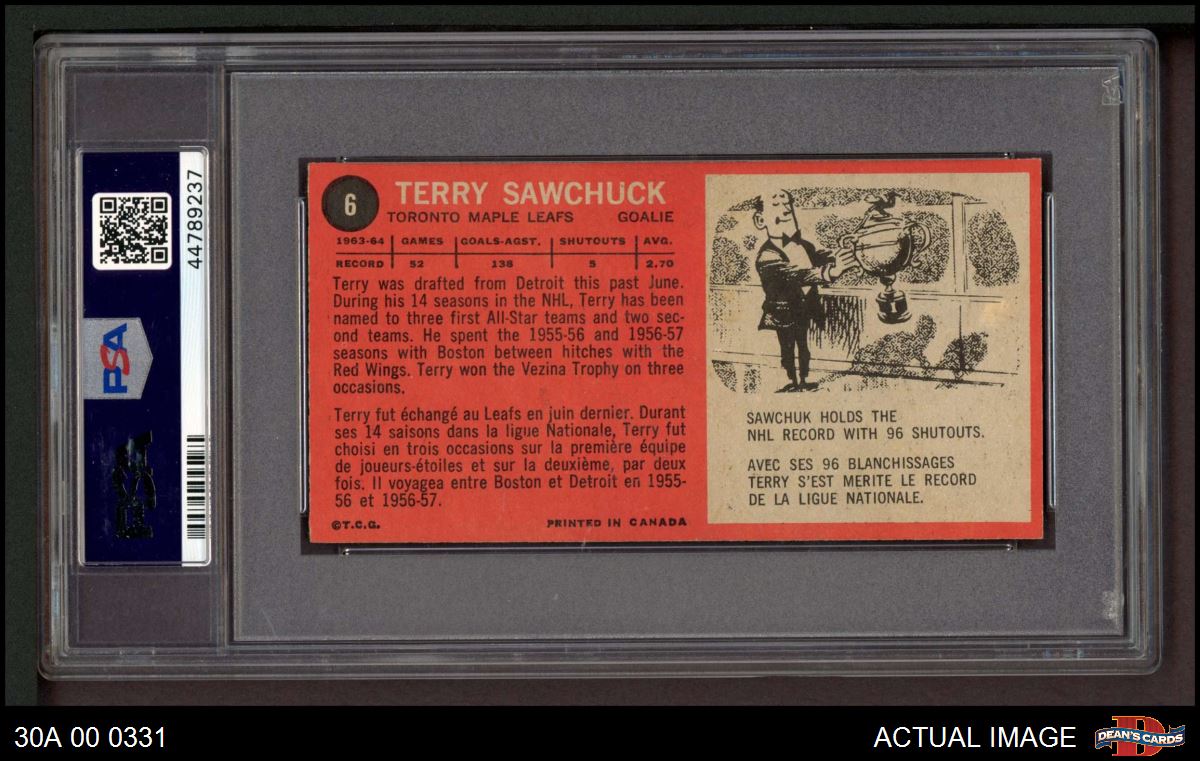 44789237
PSA
6
TERRY SAWCHUCK
TORONTO MAPLE LEAFS GOALIE
1963-64 GAMES GOALS-AGST. SHUTOUTS AVG.
RECORD 52 138 5 2.70
Terry was drafted from Detroit this past June.
During his 14 seasons in the NHL, Terry has been
named to three first All-Star teams and two sec-
ond teams. He spent the 1955-56 and 1956-57
seasons with Boston between hitches with the
Red Wings. Terry won the Vezina Trophy on three
occasions.
Terry fut échangé au Leafs en juin dernier. Durant
ses 14 saisons dans la ligue Nationale, Terry fut
choisi en trois occasions sur la première équipe
de joueurs-étoiles et sur la deuxième, par deux
fois. Il voyagea entre Boston et Detroit en 1955-
56 et 1956-57.
©T.C.G. PRINTED IN CANADA
SAWCHUK HOLDS THE
NHL RECORD WITH 96 SHUTOUTS.
AVEC SES 96 BLANCHISSAGES
TERRY S'EST MERITE LE RECORD
DE LA LIGUE NATIONALE.
30A 00 0331
ACTUAL IMAGE
DEAN'S CARDS